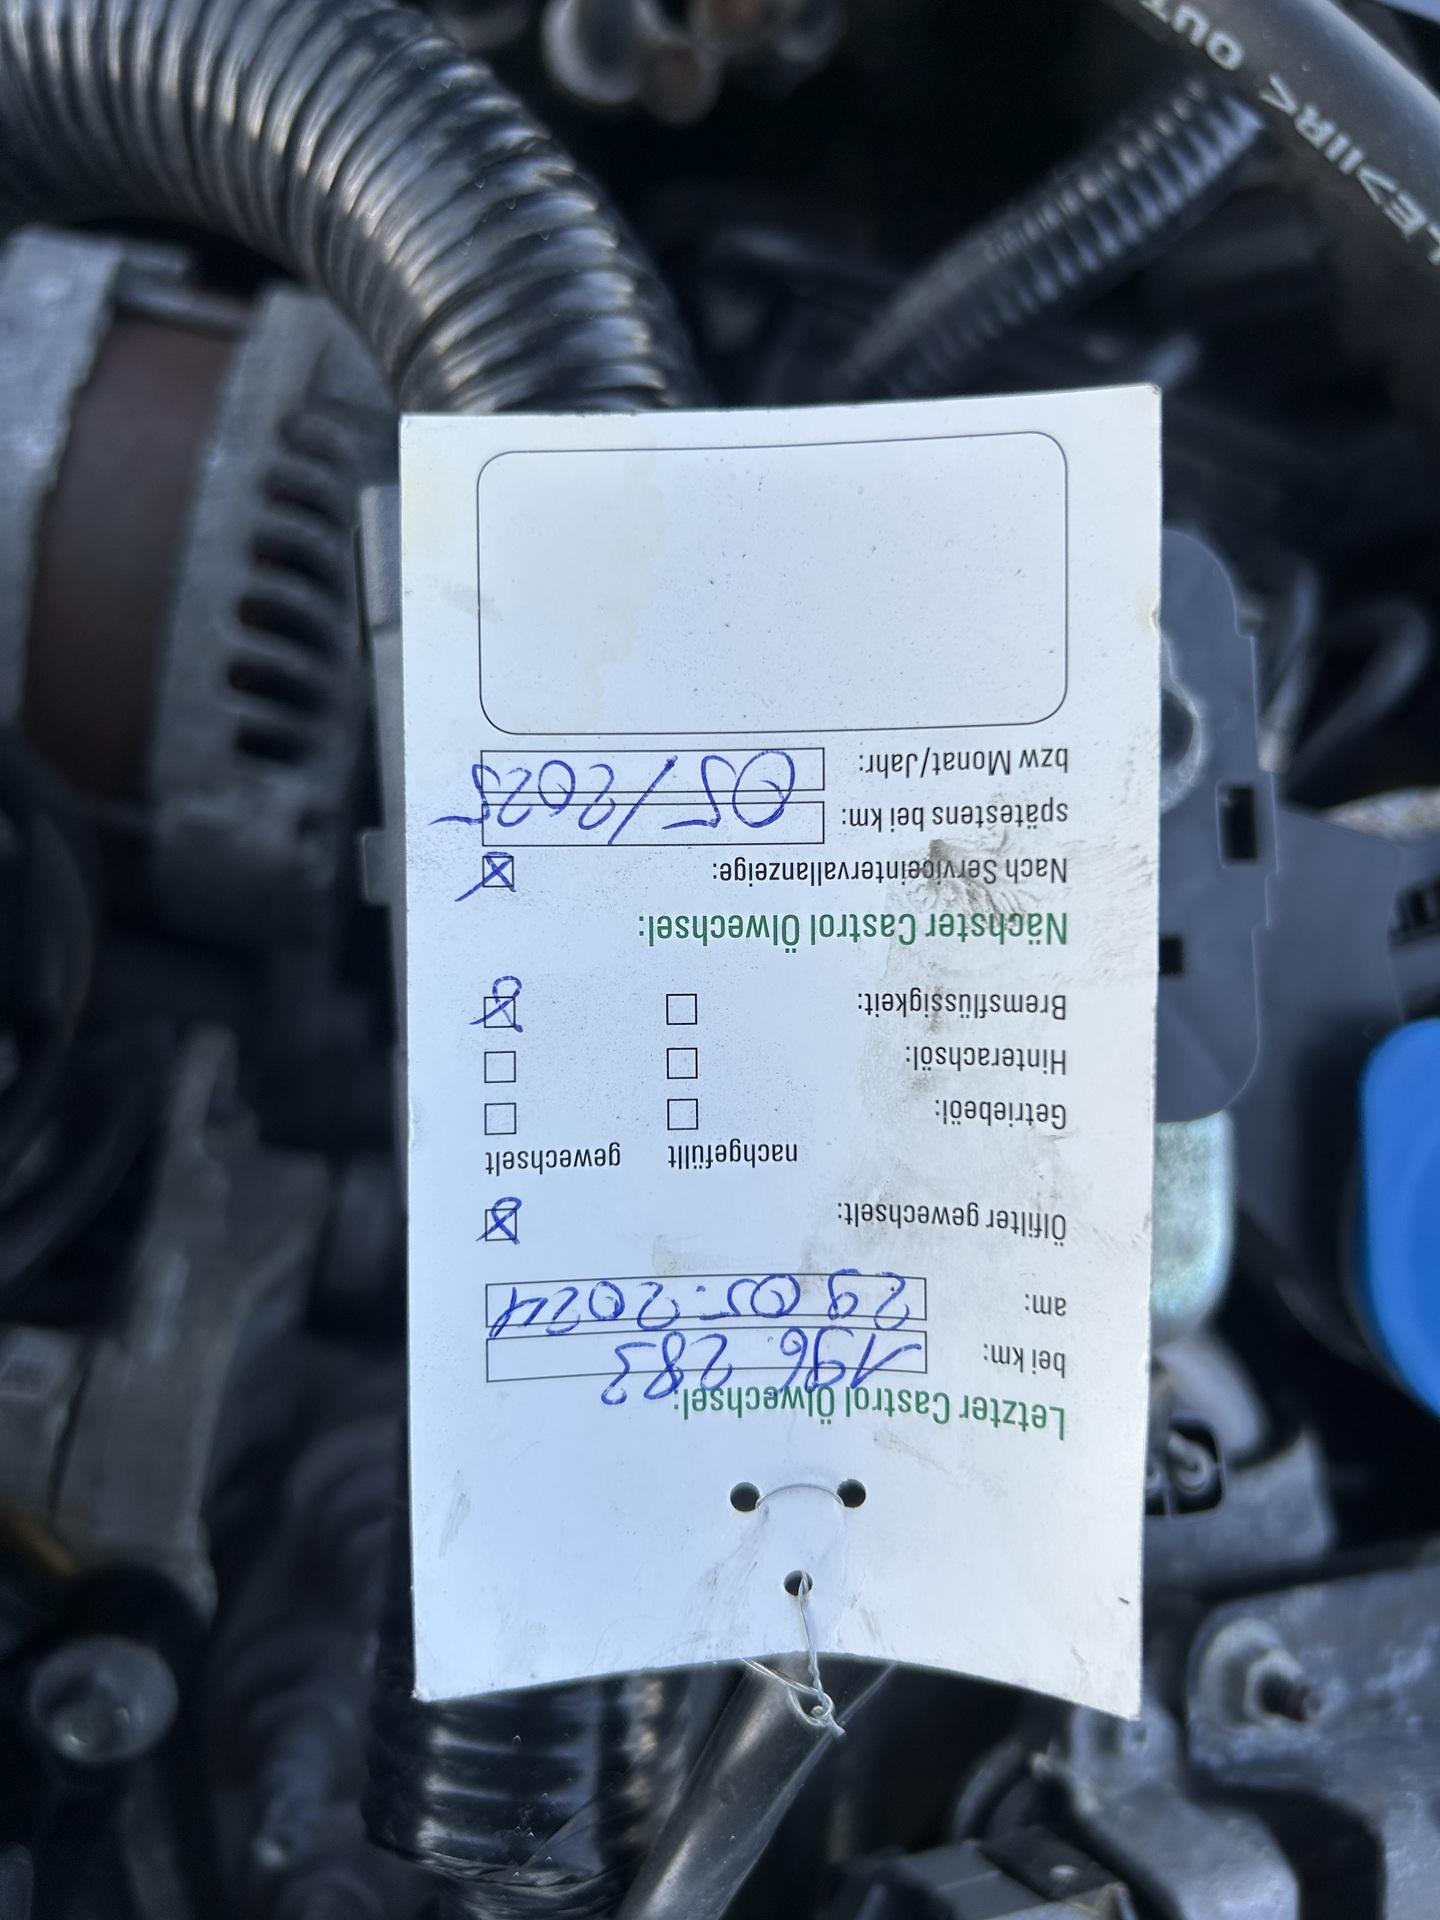 Letzter Castrol Ölwechsel:
bei km: 196.283
am: 29 05.2024
Ölfilter gewechselt: ☒
nachgefüllt gewechselt
Getriebeöl: ☐ ☐
Hinterachsöl: ☐ ☐
Bremsflüssigkeit: ☐ ☒
Nächster Castrol Ölwechsel:
Nach Serviceintervallanzeige: ☒
spätestens bei km:
bzw Monat/Jahr: 05/2025